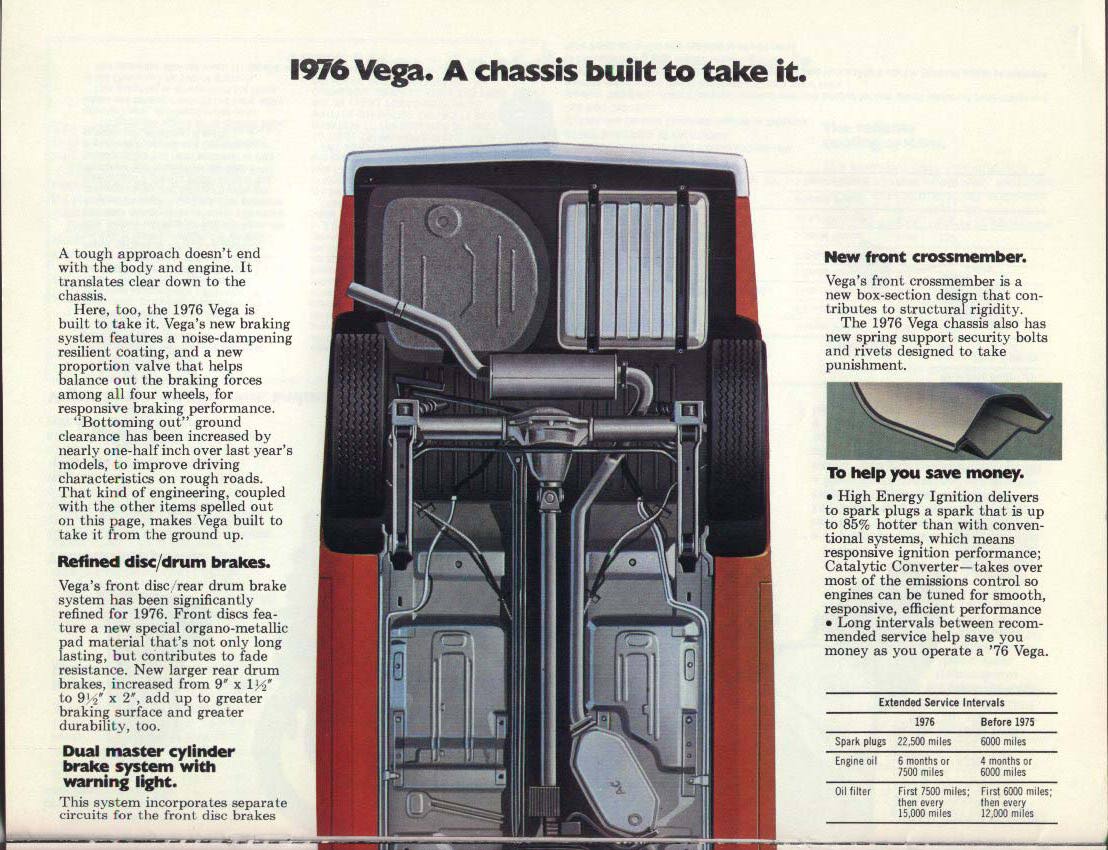 1976 Vega. A chassis built to take it.
A tough approach doesn't end
with the body and engine. It
translates clear down to the
chassis.
Here, too, the 1976 Vega is
built to take it. Vega's new braking
system features a noise-dampening
resilient coating, and a new
proportion valve that helps
balance out the braking forces
among all four wheels, for
responsive braking performance.
"Bottoming out" ground
clearance has been increased by
nearly one-half inch over last year's
models, to improve driving
characteristics on rough roads.
That kind of engineering, coupled
with the other items spelled out
on this page, makes Vega built to
take it from the ground up.
Refined disc/drum brakes.
Vega's front disc/rear drum brake
system has been significantly
refined for 1976. Front discs fea-
ture a new special organo-metallic
pad material that's not only long
lasting, but contributes to fade
resistance. New larger rear drum
brakes, increased from 9" x 1½"
to 9½" x 2", add up to greater
braking surface and greater
durability, too.
Dual master cylinder
brake system with
warning light.
This system incorporates separate
circuits for the front disc brakes
New front crossmember.
Vega's front crossmember is a
new box-section design that con-
tributes to structural rigidity.
The 1976 Vega chassis also has
new spring support security bolts
and rivets designed to take
punishment.
To help you save money.
• High Energy Ignition delivers
to spark plugs a spark that is up
to 85% hotter than with conven-
tional systems, which means
responsive ignition performance;
Catalytic Converter—takes over
most of the emissions control so
engines can be tuned for smooth,
responsive, efficient performance
• Long intervals between recom-
mended service help save you
money as you operate a '76 Vega.
Extended Service Intervals
1976 Before 1975
Spark plugs 22,500 miles 6000 miles
Engine oil 6 months or 4 months or
7500 miles 6000 miles
Oil filter First 7500 miles; First 6000 miles;
then every then every
15,000 miles 12,000 miles